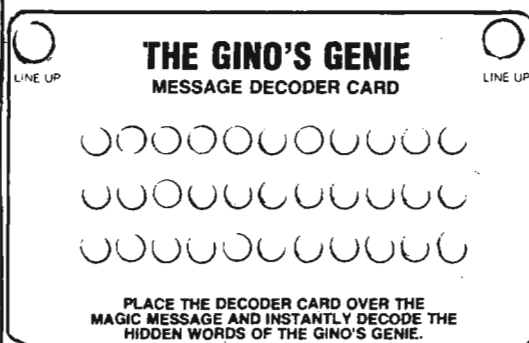 THE GINO'S GENIE
LINE UP
LINE UP
MESSAGE DECODER CARD
PLACE THE DECODER CARD OVER THE
MAGIC MESSAGE AND INSTANTLY DECODE THE
HIDDEN WORDS OF THE GINO'S GENIE.